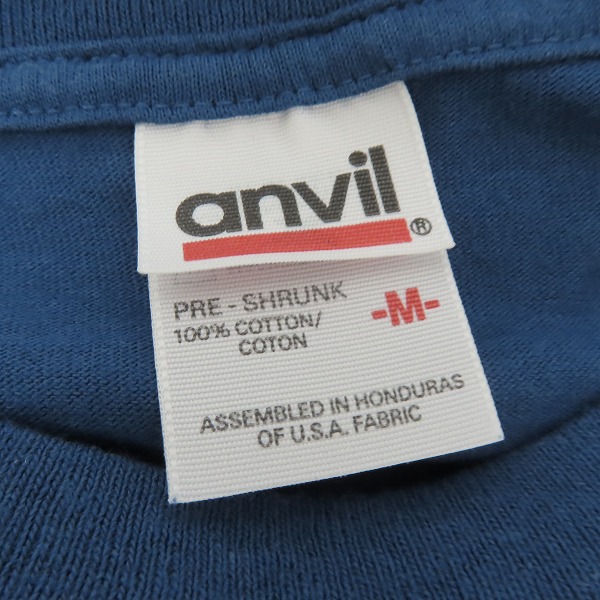 anvil®
PRE - SHRUNK
100% COTTON/
COTON
-M-
ASSEMBLED IN HONDURAS
OF U.S.A. FABRIC